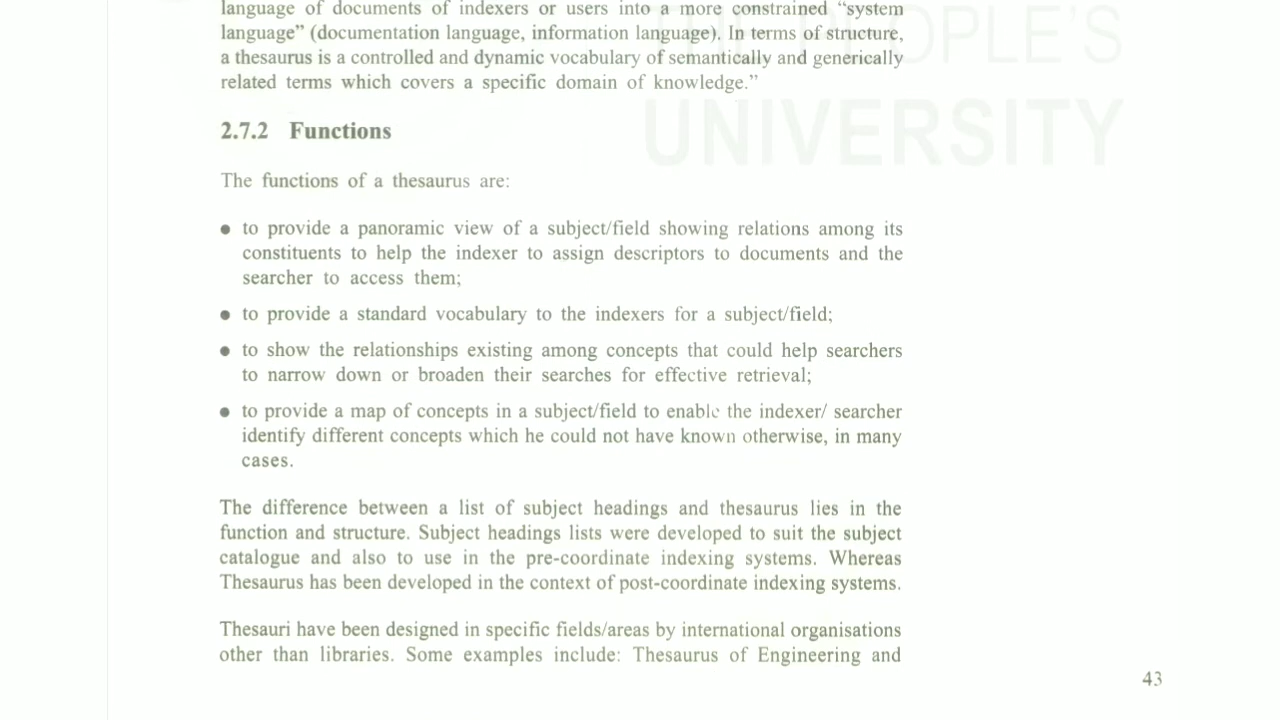 language of documents of indexers or users into a more constrained “system
language” (documentation language, information language). In terms of structure,
a thesaurus is a controlled and dynamic vocabulary of semantically and generically
related terms which covers a specific domain of knowledge.”
THE PEOPLE'S
UNIVERSITY
2.7.2 Functions
The functions of a thesaurus are:
● to provide a panoramic view of a subject/field showing relations among its
constituents to help the indexer to assign descriptors to documents and the
searcher to access them;
● to provide a standard vocabulary to the indexers for a subject/field;
● to show the relationships existing among concepts that could help searchers
to narrow down or broaden their searches for effective retrieval;
● to provide a map of concepts in a subject/field to enable the indexer/ searcher
identify different concepts which he could not have known otherwise, in many
cases.
The difference between a list of subject headings and thesaurus lies in the
function and structure. Subject headings lists were developed to suit the subject
catalogue and also to use in the pre-coordinate indexing systems. Whereas
Thesaurus has been developed in the context of post-coordinate indexing systems.
Thesauri have been designed in specific fields/areas by international organisations
other than libraries. Some examples include: Thesaurus of Engineering and
43